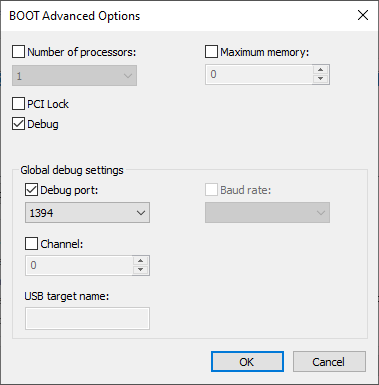 BOOT Advanced Options
Number of processors:
Maximum memory:
1
0
PCI Lock
Debug
Global debug settings
Debug port:
Baud rate:
1394
Channel:
0
USB target name:
OK
Cancel